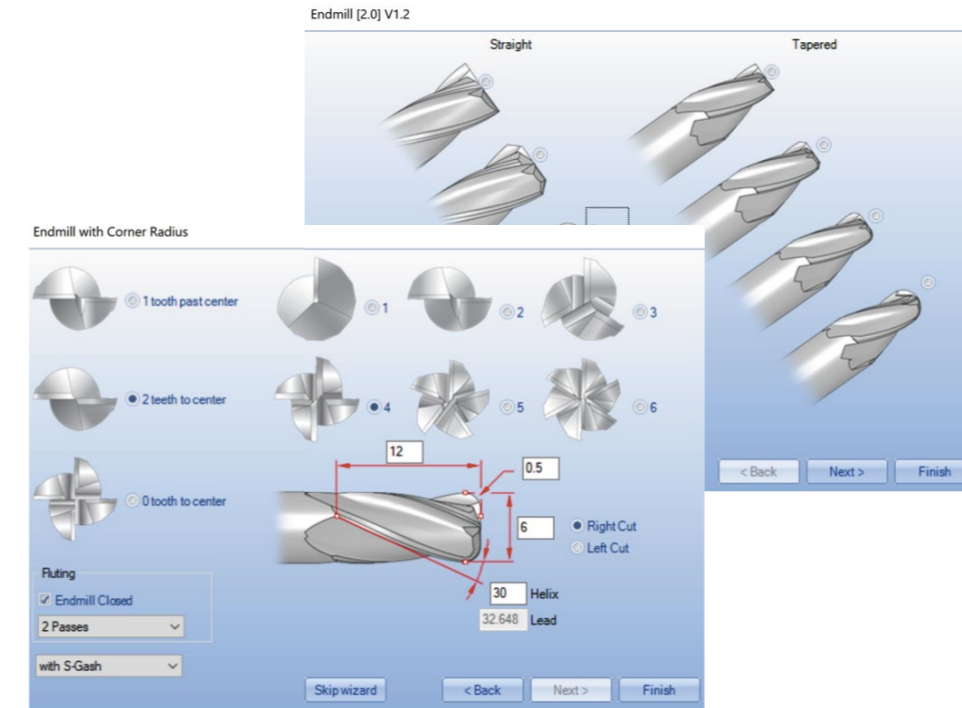 Endmill [2.0] V1.2
Straight
Tapered
< Back
Next >
Finish
Endmill with Corner Radius
1 tooth past center
1
2
3
2 teeth to center
4
5
6
12
0.5
0 tooth to center
6
Right Cut
Left Cut
Fluting
Endmill Closed
30 Helix
2 Passes
32.648 Lead
with S-Gash
Skip wizard
< Back
Next >
Finish